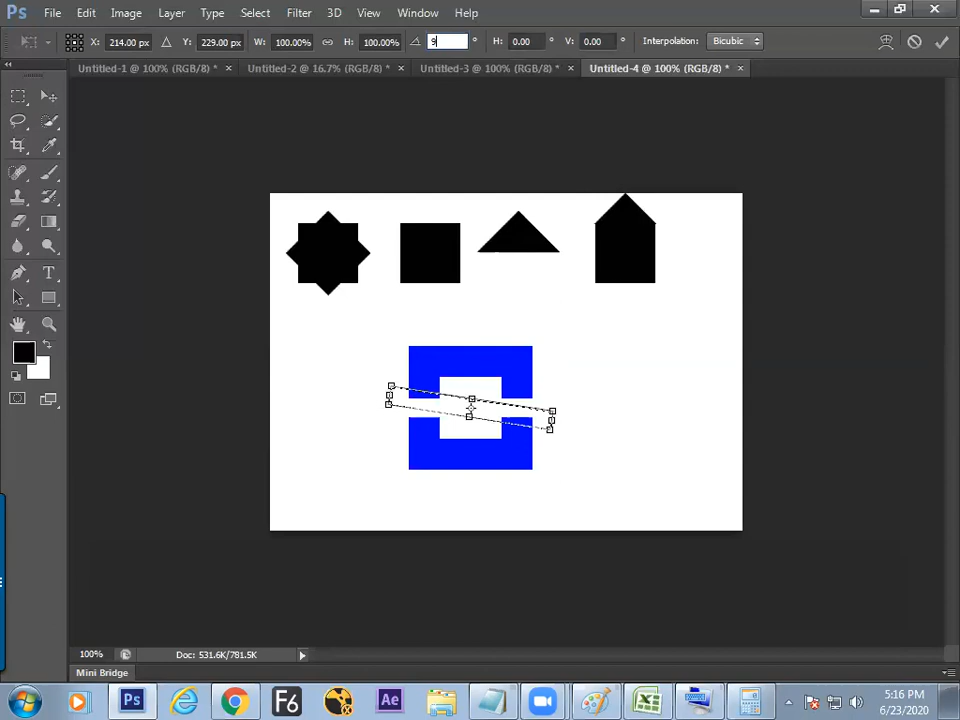 Ps File Edit Image Layer Type Select Filter 3D View Window Help
X: 214.00 px Y: 229.00 px W: 100.00% H: 100.00% 9 ° H: 0.00 ° V: 0.00 ° Interpolation: Bicubic
Untitled-1 @ 100% (RGB/8) * × Untitled-2 @ 16.7% (RGB/8) * × Untitled-3 @ 100% (RGB/8) * × Untitled-4 @ 100% (RGB/8) * ×
T
100% Doc: 531.6K/781.5K
Mini Bridge
Ps F6 Ae 5:16 PM
6/23/2020